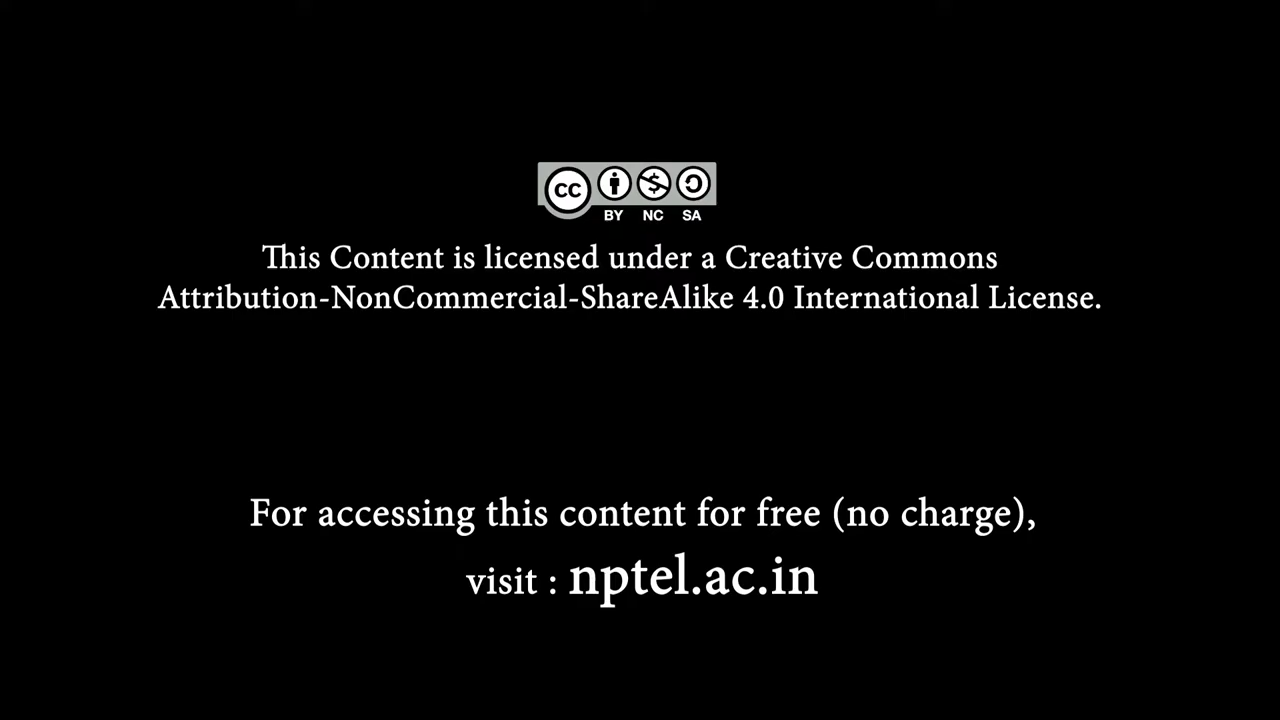 cc
BY NC SA
This Content is licensed under a Creative Commons
Attribution-NonCommercial-ShareAlike 4.0 International License.
For accessing this content for free (no charge),
visit : nptel.ac.in